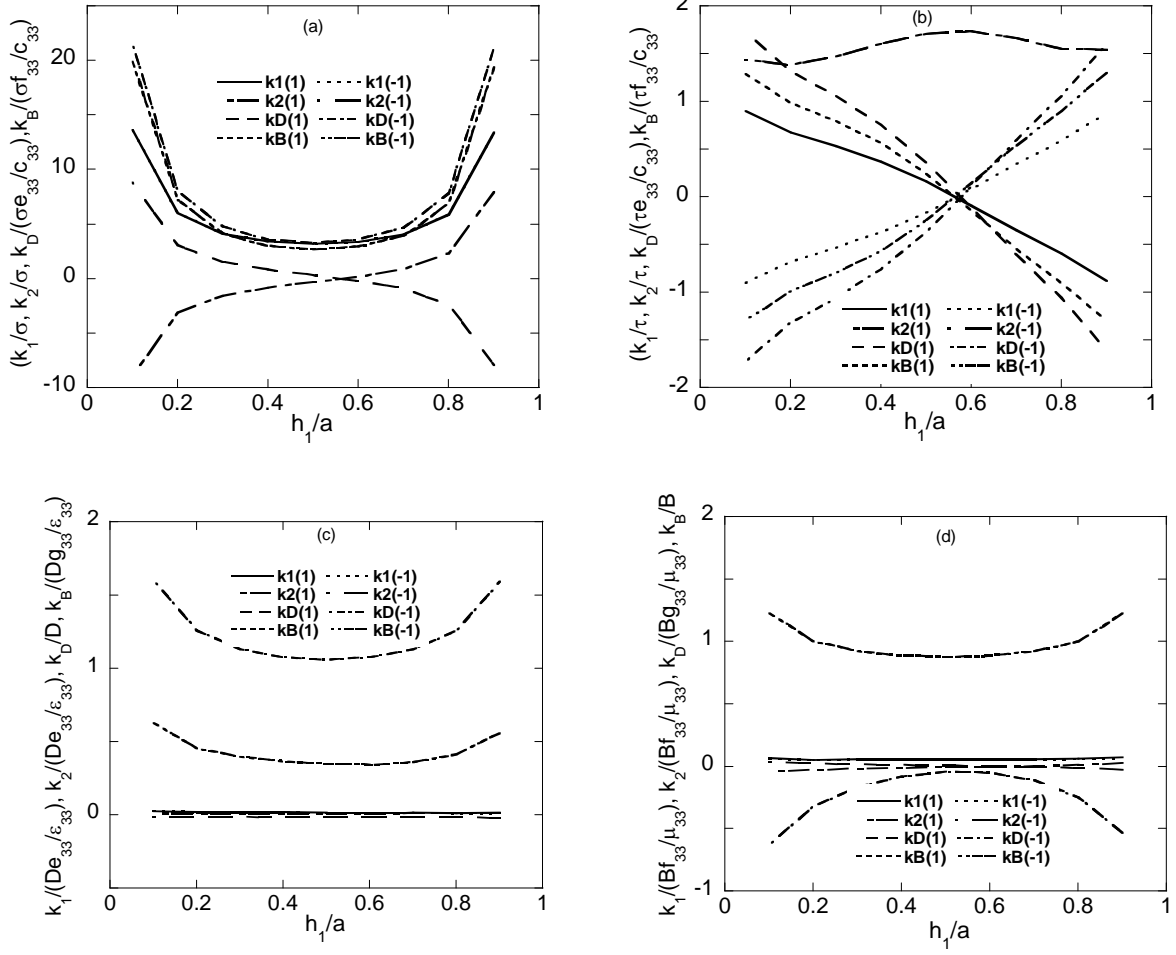 (a)
20
10
0
-10
k1(1) k1(-1)
k2(1) k2(-1)
kD(1) kD(-1)
kB(1) kB(-1)
(k₁/σ, k₂/σ, k_D/(σe₃₃/c₃₃),k_B/(σf₃₃/c₃₃)
0 0.2 0.4 0.6 0.8 1
h₁/a
(b)
2
1
0
-1
-2
k1(1) k1(-1)
k2(1) k2(-1)
kD(1) kD(-1)
kB(1) kB(-1)
(k₁/τ, k₂/τ, k_D/(τe₃₃/c₃₃),k_B/(τf₃₃/c₃₃)
0 0.2 0.4 0.6 0.8 1
h₁/a
(c)
2
1
0
k1(1) k1(-1)
k2(1) k2(-1)
kD(1) kD(-1)
kB(1) kB(-1)
k₁/(De₃₃/ε₃₃), k₂/(De₃₃/ε₃₃), k_D/D, k_B/(Dg₃₃/ε₃₃)
0 0.2 0.4 0.6 0.8 1
h₁/a
(d)
2
1
0
-1
k1(1) k1(-1)
k2(1) k2(-1)
kD(1) kD(-1)
kB(1) kB(-1)
k₁/(Bf₃₃/μ₃₃), k₂/(Bf₃₃/μ₃₃), k_D/(Bg₃₃/μ₃₃), k_B/B
0 0.2 0.4 0.6 0.8 1
h₁/a